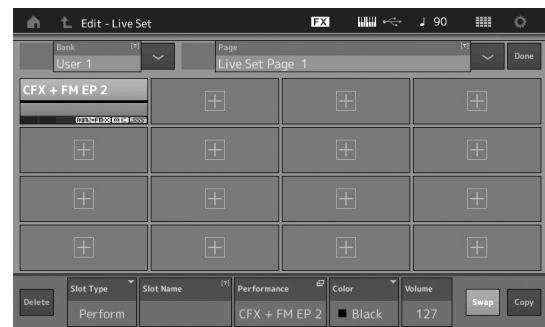 Edit - Live Set
FX
90
Bank
User 1
Page
Live Set Page 1
Done
CFX + FM EP 2
Delete
Slot Type
Perform
Slot Name
Performance
CFX + FM EP 2
Color
Black
Volume
127
Swap
Copy